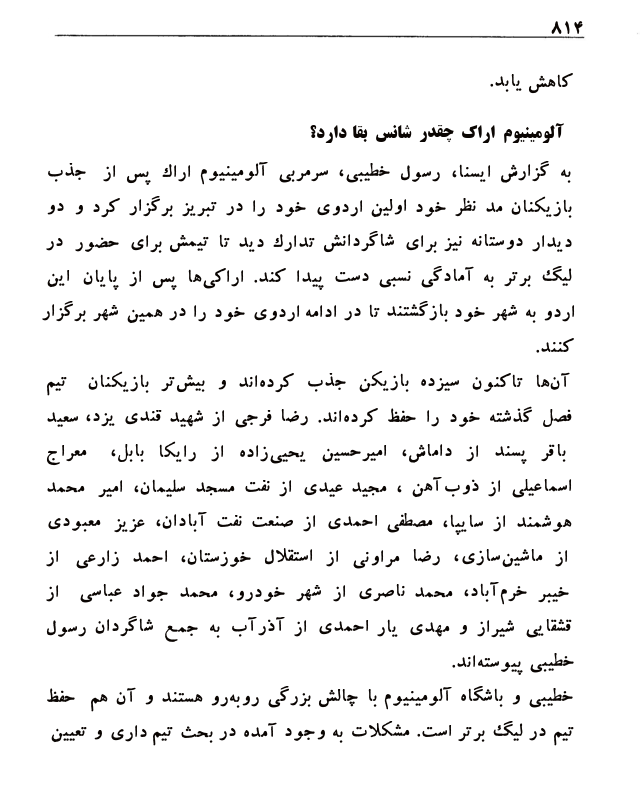 ۸۱۴
کاهش یابد.
آلومینیوم اراک چقدر شانس بقا دارد؟
به گزارش ایسنا، رسول خطیبی، سرمربی آلومینیوم اراک پس از جذب
بازیکنان مد نظر خود اولین اردوی خود را در تبریز برگزار کرد و دو
دیدار دوستانه نیز برای شاگردانش تدارک دید تا تیمش برای حضور در
لیگ برتر به آمادگی نسبی دست پیدا کند. اراکی‌ها پس از پایان این
اردو به شهر خود بازگشتند تا در ادامه اردوی خود را در همین شهر برگزار
کنند.
آن‌ها تاکنون سیزده بازیکن جذب کرده‌اند و بیش‌تر بازیکنان تیم
فصل گذشته خود را حفظ کرده‌اند. رضا فرجی از شهید قندی یزد، سعید
باقر پسند از داماش، امیرحسین یحیی‌زاده از رایکا بابل، معراج
اسماعیلی از ذوب‌آهن ، مجید عیدی از نفت مسجد سلیمان، امیر محمد
هوشمند از سایپا، مصطفی احمدی از صنعت نفت آبادان، عزیز معبودی
از ماشین‌سازی، رضا مراونی از استقلال خوزستان، احمد زارعی از
خیبر خرم‌آباد، محمد ناصری از شهر خودرو، محمد جواد عباسی از
قشقایی شیراز و مهدی یار احمدی از آذرآب به جمع شاگردان رسول
خطیبی پیوسته‌اند.
خطیبی و باشگاه آلومینیوم با چالش بزرگی روبه‌رو هستند و آن هم حفظ
تیم در لیگ برتر است. مشکلات به وجود آمده در بحث تیم داری و تعیین